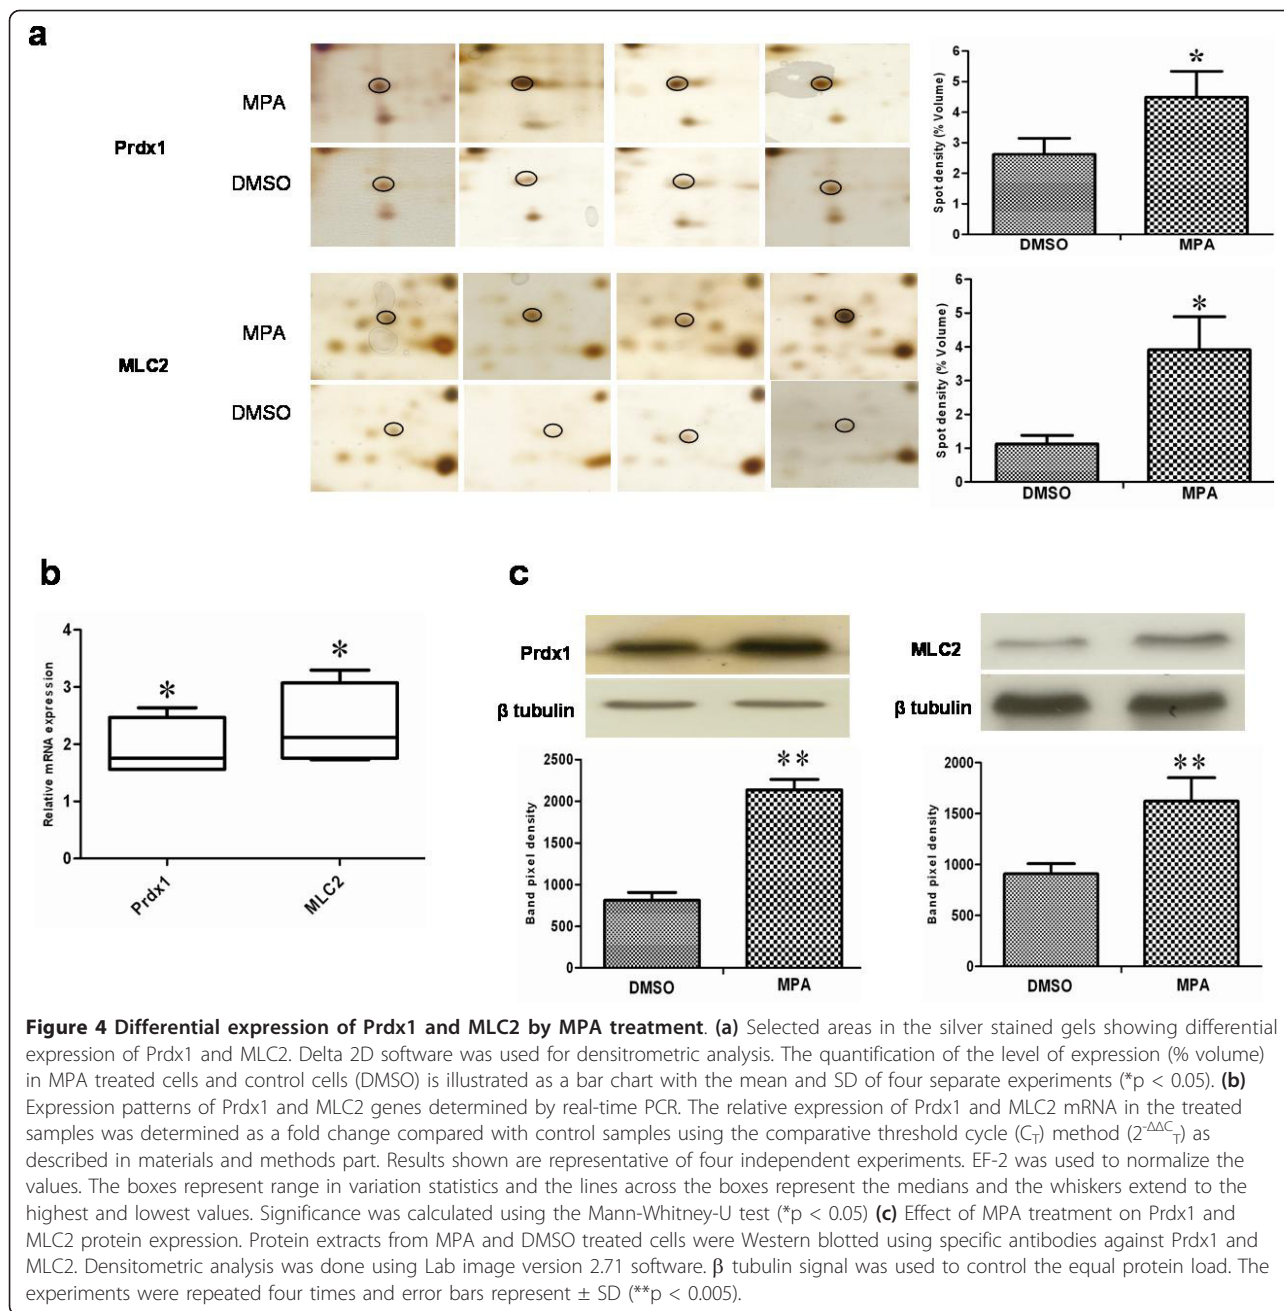 a
MPA
Prdx1
DMSO
Spot density (% Volume)
6
5
4
3
2
1
0
*
DMSO
MPA
MPA
MLC2
DMSO
Spot density (% Volume)
6
5
4
3
2
1
0
*
DMSO
MPA
b
Relative mRNA expression
4
3
2
1
0
*
*
Prdx1
MLC2
c
Prdx1
β tubulin
Band pixel density
2500
2000
1500
1000
500
0
**
DMSO
MPA
MLC2
β tubulin
Band pixel density
2000
1500
1000
500
0
**
DMSO
MPA
Figure 4 Differential expression of Prdx1 and MLC2 by MPA treatment. (a) Selected areas in the silver stained gels showing differential
expression of Prdx1 and MLC2. Delta 2D software was used for densitrometric analysis. The quantification of the level of expression (% volume)
in MPA treated cells and control cells (DMSO) is illustrated as a bar chart with the mean and SD of four separate experiments (*p < 0.05). (b)
Expression patterns of Prdx1 and MLC2 genes determined by real-time PCR. The relative expression of Prdx1 and MLC2 mRNA in the treated
samples was determined as a fold change compared with control samples using the comparative threshold cycle (CT) method (2-ΔΔCT) as
described in materials and methods part. Results shown are representative of four independent experiments. EF-2 was used to normalize the
values. The boxes represent range in variation statistics and the lines across the boxes represent the medians and the whiskers extend to the
highest and lowest values. Significance was calculated using the Mann-Whitney-U test (*p < 0.05) (c) Effect of MPA treatment on Prdx1 and
MLC2 protein expression. Protein extracts from MPA and DMSO treated cells were Western blotted using specific antibodies against Prdx1 and
MLC2. Densitometric analysis was done using Lab image version 2.71 software. β tubulin signal was used to control the equal protein load. The
experiments were repeated four times and error bars represent ± SD (**p < 0.005).